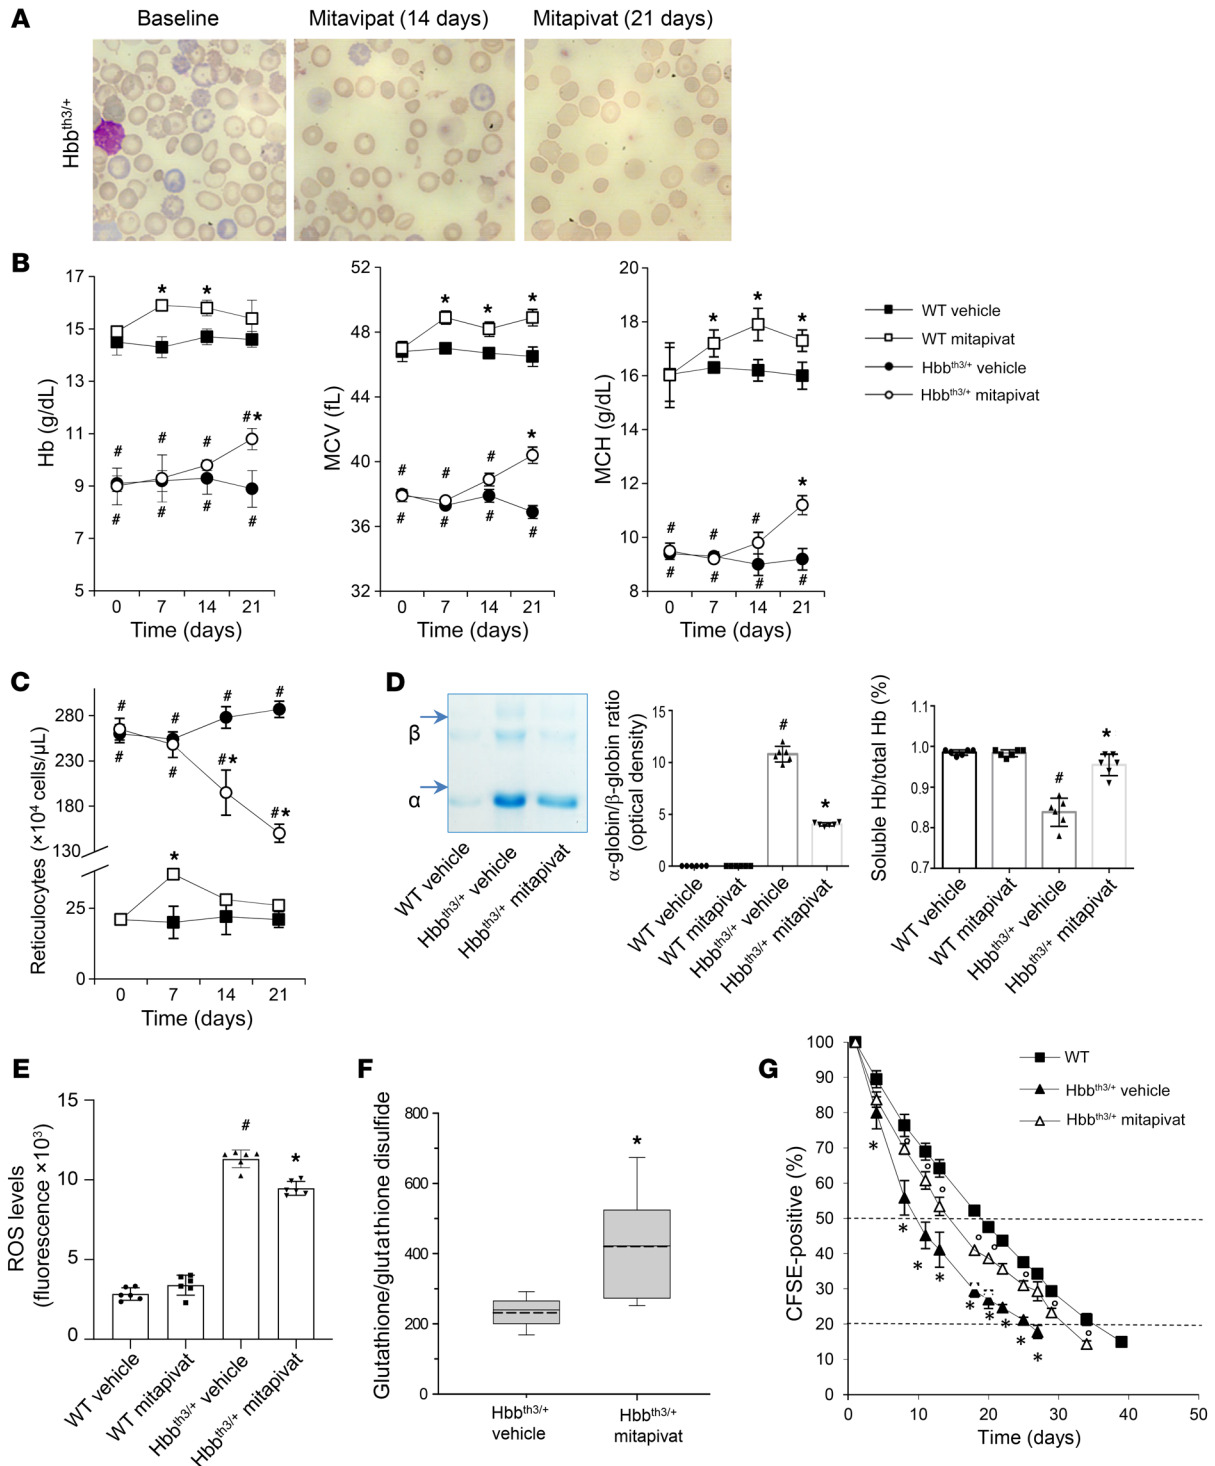 A
Baseline
Mitavipat (14 days)
Mitapivat (21 days)
Hbbth3/+
B
Hb (g/dL)
17
15
13
11
9
7
5
0 7 14 21
Time (days)
MCV (fL)
52
48
44
40
36
32
0 7 14 21
Time (days)
MCH (g/dL)
20
18
16
14
12
10
8
0 7 14 21
Time (days)
WT vehicle
WT mitapivat
Hbbth3/+ vehicle
Hbbth3/+ mitapivat
C
Reticulocytes (×10⁴ cells/µL)
280
230
180
130
25
0
0 7 14 21
Time (days)
D
β
α
WT vehicle
Hbbth3/+ vehicle
Hbbth3/+ mitapivat
α-globin/β-globin ratio
(optical density)
15
10
5
0
WT vehicle
WT mitapivat
Hbbth3/+ vehicle
Hbbth3/+ mitapivat
Soluble Hb/total Hb (%)
1.1
1.0
0.9
0.8
0.7
WT vehicle
WT mitapivat
Hbbth3/+ vehicle
Hbbth3/+ mitapivat
E
ROS levels
(fluorescence ×10³)
15
10
5
0
WT vehicle
WT mitapivat
Hbbth3/+ vehicle
Hbbth3/+ mitapivat
F
Glutathione/glutathione disulfide
800
600
400
200
0
Hbbth3/+
vehicle
Hbbth3/+
mitapivat
G
CFSE-positive (%)
100
90
80
70
60
50
40
30
20
10
0
0 10 20 30 40 50
Time (days)
WT
Hbbth3/+ vehicle
Hbbth3/+ mitapivat